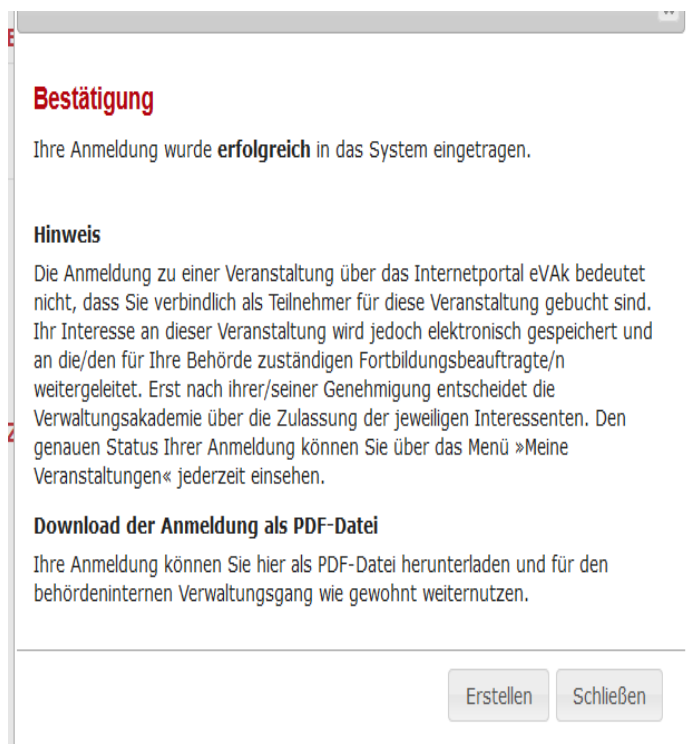 Bestätigung
Ihre Anmeldung wurde erfolgreich in das System eingetragen.
Hinweis
Die Anmeldung zu einer Veranstaltung über das Internetportal eVAk bedeutet
nicht, dass Sie verbindlich als Teilnehmer für diese Veranstaltung gebucht sind.
Ihr Interesse an dieser Veranstaltung wird jedoch elektronisch gespeichert und
an die/den für Ihre Behörde zuständigen Fortbildungsbeauftragte/n
weitergeleitet. Erst nach ihrer/seiner Genehmigung entscheidet die
Verwaltungsakademie über die Zulassung der jeweiligen Interessenten. Den
genauen Status Ihrer Anmeldung können Sie über das Menü »Meine
Veranstaltungen« jederzeit einsehen.
Download der Anmeldung als PDF-Datei
Ihre Anmeldung können Sie hier als PDF-Datei herunterladen und für den
behördeninternen Verwaltungsgang wie gewohnt weiternutzen.
Erstellen Schließen